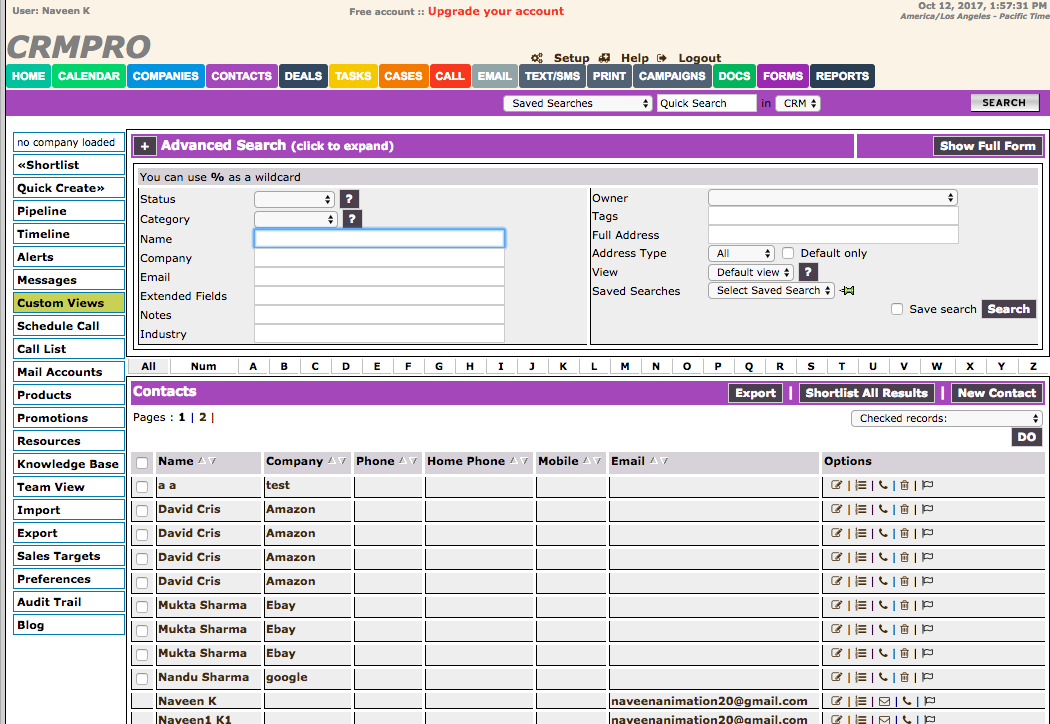 User: Naveen K
Free account :: Upgrade your account
Oct 12, 2017, 1:57:31 PM
America/Los Angeles - Pacific Time
CRMPRO
Setup Help Logout
HOME CALENDAR COMPANIES CONTACTS DEALS TASKS CASES CALL EMAIL TEXT/SMS PRINT CAMPAIGNS DOCS FORMS REPORTS
Saved Searches Quick Search in CRM SEARCH
no company loaded
«Shortlist
Quick Create»
Pipeline
Timeline
Alerts
Messages
Custom Views
Schedule Call
Call List
Mail Accounts
Products
Promotions
Resources
Knowledge Base
Team View
Import
Export
Sales Targets
Preferences
Audit Trail
Blog
+ Advanced Search (click to expand) Show Full Form
You can use % as a wildcard
Status ?
Category ?
Name
Company
Email
Extended Fields
Notes
Industry
Owner
Tags
Full Address
Address Type All Default only
View Default view ?
Saved Searches Select Saved Search
Save search Search
All Num A B C D E F G H I J K L M N O P Q R S T U V W X Y Z
Contacts Export | Shortlist All Results | New Contact
Pages : 1 | 2 |
Checked records:
DO
Name Company Phone Home Phone Mobile Email Options
a a test | | | |
David Cris Amazon | | | |
David Cris Amazon | | | |
David Cris Amazon | | | |
David Cris Amazon | | | |
Mukta Sharma Ebay | | | |
Mukta Sharma Ebay | | | |
Mukta Sharma Ebay | | | |
Nandu Sharma google | | | |
Naveen K naveenanimation20@gmail.com | | | |
Naveen1 K1 naveenanimation20@gmail.com | | | |